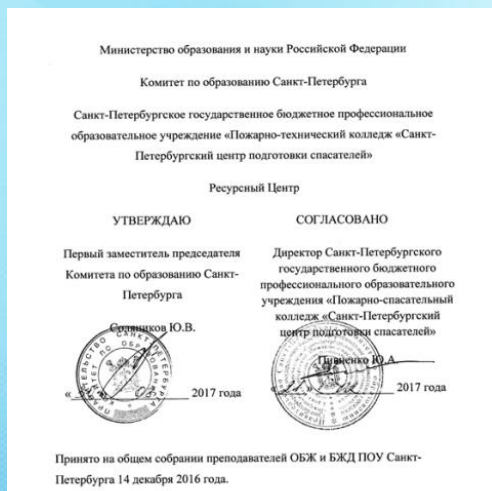 Министерство образования и науки Российской Федерации
Комитет по образованию Санкт-Петербурга
Санкт-Петербургское государственное бюджетное профессиональное
образовательное учреждение «Пожарно-технический колледж «Санкт-
Петербургский центр подготовки спасателей»
Ресурсный Центр
УТВЕРЖДАЮ
Первый заместитель председателя
Комитета по образованию Санкт-
Петербурга
Соляников Ю.В.
2017 года
СОГЛАСОВАНО
Директор Санкт-Петербургского
государственного бюджетного
профессионального образовательного
учреждения «Пожарно-спасательный
колледж «Санкт-Петербургский
центр подготовки спасателей»
Пивненко Ю.А.
2017 года
Принято на общем собрании преподавателей ОБЖ и БЖД ПОУ Санкт-
Петербурга 14 декабря 2016 года.